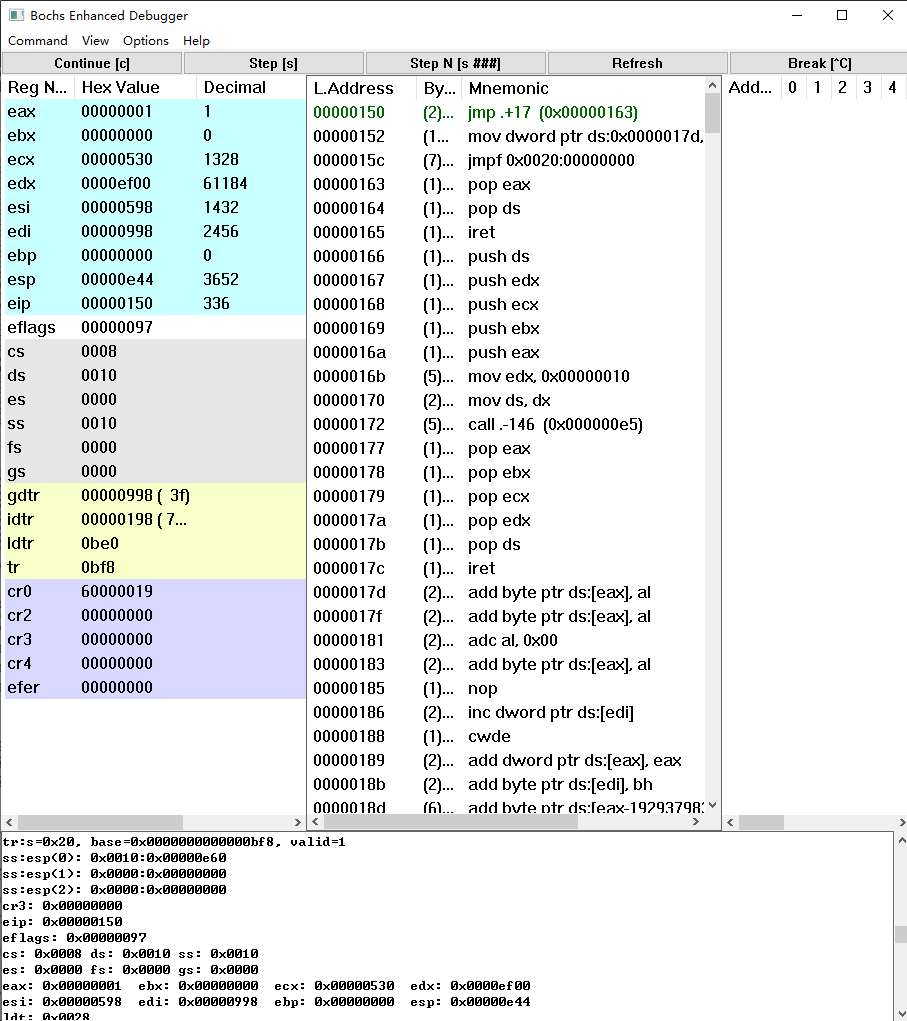 Bochs Enhanced Debugger
Command View Options Help
Continue [c] Step [s] Step N [s ###] Refresh Break [^C]
Reg N... Hex Value Decimal
eax 00000001 1
ebx 00000000 0
ecx 00000530 1328
edx 0000ef00 61184
esi 00000598 1432
edi 00000998 2456
ebp 00000000 0
esp 00000e44 3652
eip 00000150 336
eflags 00000097
cs 0008
ds 0010
es 0000
ss 0010
fs 0000
gs 0000
gdtr 00000998 ( 3f)
idtr 00000198 ( 7...
ldtr 0be0
tr 0bf8
cr0 60000019
cr2 00000000
cr3 00000000
cr4 00000000
efer 00000000
L.Address By... Mnemonic
00000150 (2)... jmp .+17 (0x00000163)
00000152 (1... mov dword ptr ds:0x0000017d,
0000015c (7)... jmpf 0x0020:00000000
00000163 (1)... pop eax
00000164 (1)... pop ds
00000165 (1)... iret
00000166 (1)... push ds
00000167 (1)... push edx
00000168 (1)... push ecx
00000169 (1)... push ebx
0000016a (1)... push eax
0000016b (5)... mov edx, 0x00000010
00000170 (2)... mov ds, dx
00000172 (5)... call .-146 (0x000000e5)
00000177 (1)... pop eax
00000178 (1)... pop ebx
00000179 (1)... pop ecx
0000017a (1)... pop edx
0000017b (1)... pop ds
0000017c (1)... iret
0000017d (2)... add byte ptr ds:[eax], al
0000017f (2)... add byte ptr ds:[eax], al
00000181 (2)... adc al, 0x00
00000183 (2)... add byte ptr ds:[eax], al
00000185 (1)... nop
00000186 (2)... inc dword ptr ds:[edi]
00000188 (1)... cwde
00000189 (2)... add dword ptr ds:[eax], eax
0000018b (2)... add byte ptr ds:[edi], bh
0000018d (6)... add byte ptr
Add... 0 1 2 3 4
tr:s=0x20, base=0x0000000000000bf8, valid=1
ss:esp(0): 0x0010:0x00000e60
ss:esp(1): 0x0000:0x00000000
ss:esp(2): 0x0000:0x00000000
cr3: 0x00000000
eip: 0x00000150
eflags: 0x00000097
cs: 0x0008 ds: 0x0010 ss: 0x0010
es: 0x0000 fs: 0x0000 gs: 0x0000
eax: 0x00000001 ebx: 0x00000000 ecx: 0x00000530 edx: 0x0000ef00
esi: 0x00000598 edi: 0x00000998 ebp: 0x00000000 esp: 0x00000e44
ldt: 0x0028